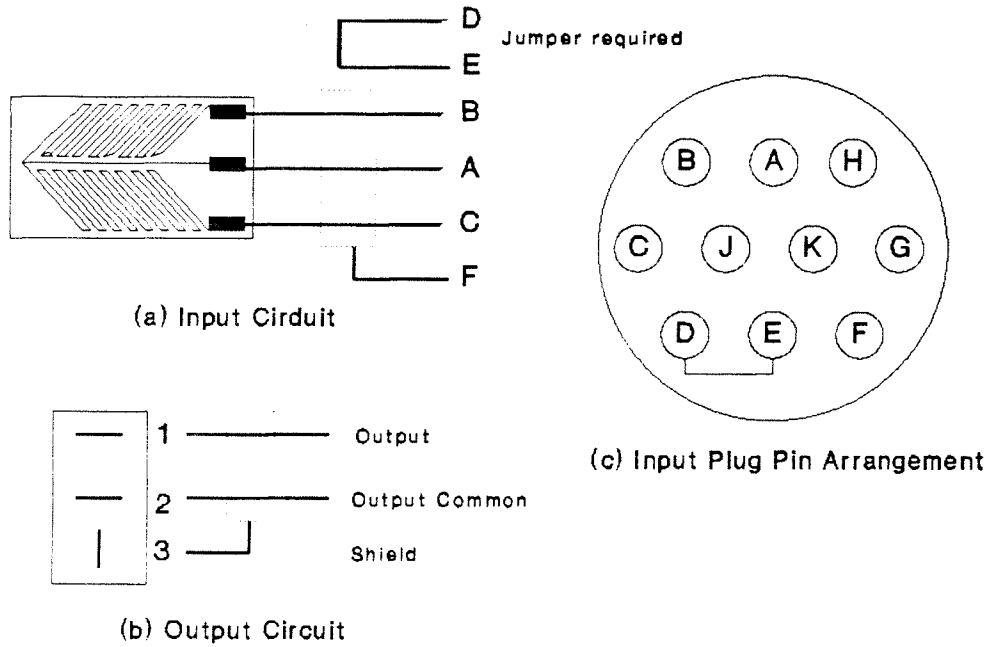 D
Jumper required
E
B
A
C
F
(a) Input Cirduit
B A H
C J K G
D E F
(c) Input Plug Pin Arrangement
1 Output
2 Output Common
3 Shield
(b) Output Circuit